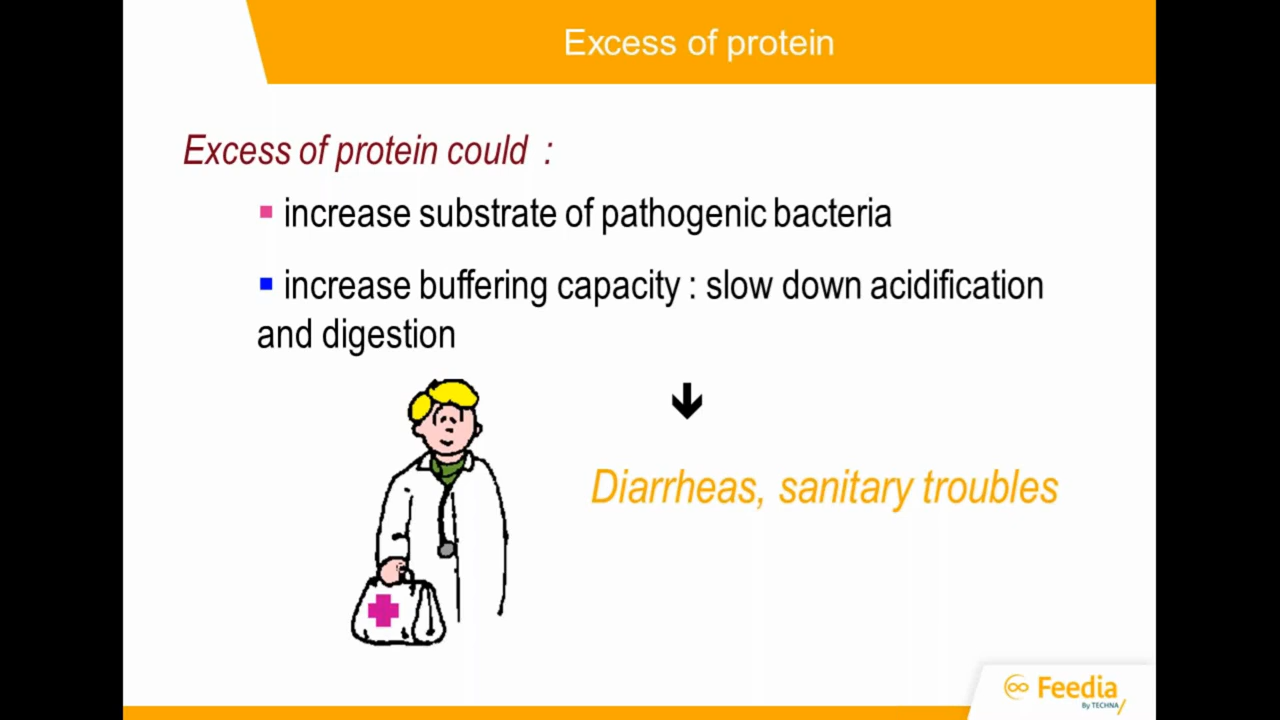 Excess of protein
Excess of protein could :
increase substrate of pathogenic bacteria
increase buffering capacity : slow down acidification
and digestion
Diarrheas, sanitary troubles
Feedia
By TECHNA